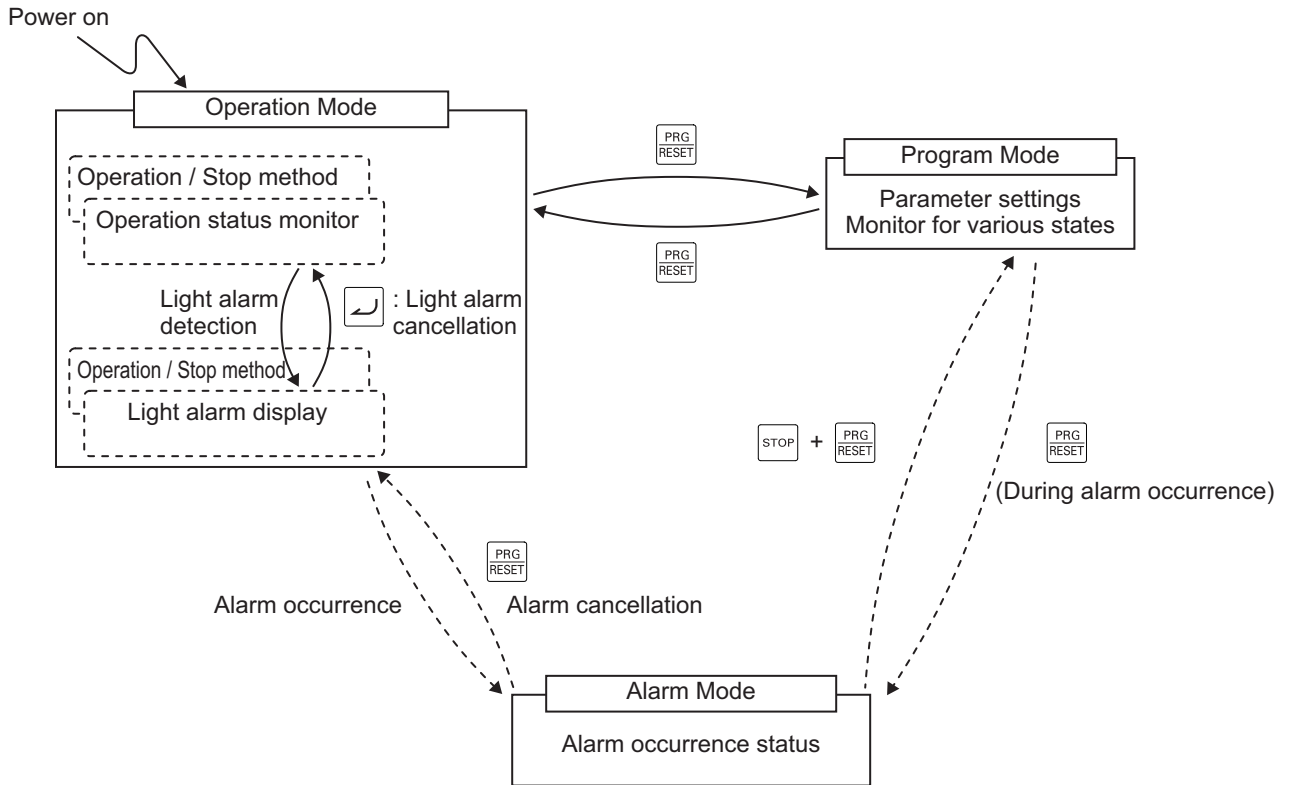 Power on
Operation Mode
Operation / Stop method
Operation status monitor
Light alarm
detection
: Light alarm
cancellation
Operation / Stop method
Light alarm display
PRG
RESET
PRG
RESET
Program Mode
Parameter settings
Monitor for various states
STOP + PRG
RESET
PRG
RESET
(During alarm occurrence)
Alarm occurrence
PRG
RESET
Alarm cancellation
Alarm Mode
Alarm occurrence status